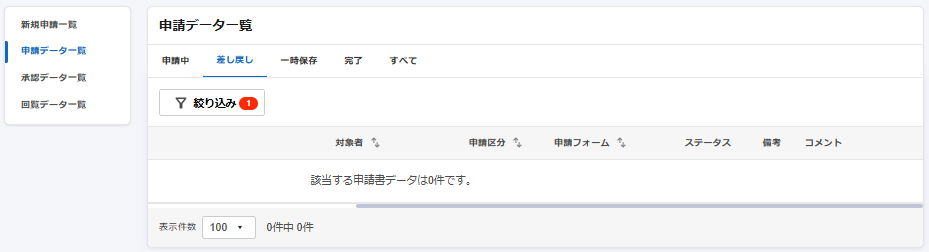 新規申請一覧
申請データ一覧
承認データ一覧
回覧データ一覧
申請データ一覧
申請中 差し戻し 一時保存 完了 すべて
絞り込み 1
対象者 申請区分 申請フォーム ステータス 備考 コメント
該当する申請書データは0件です。
表示件数 100 0件中 0件